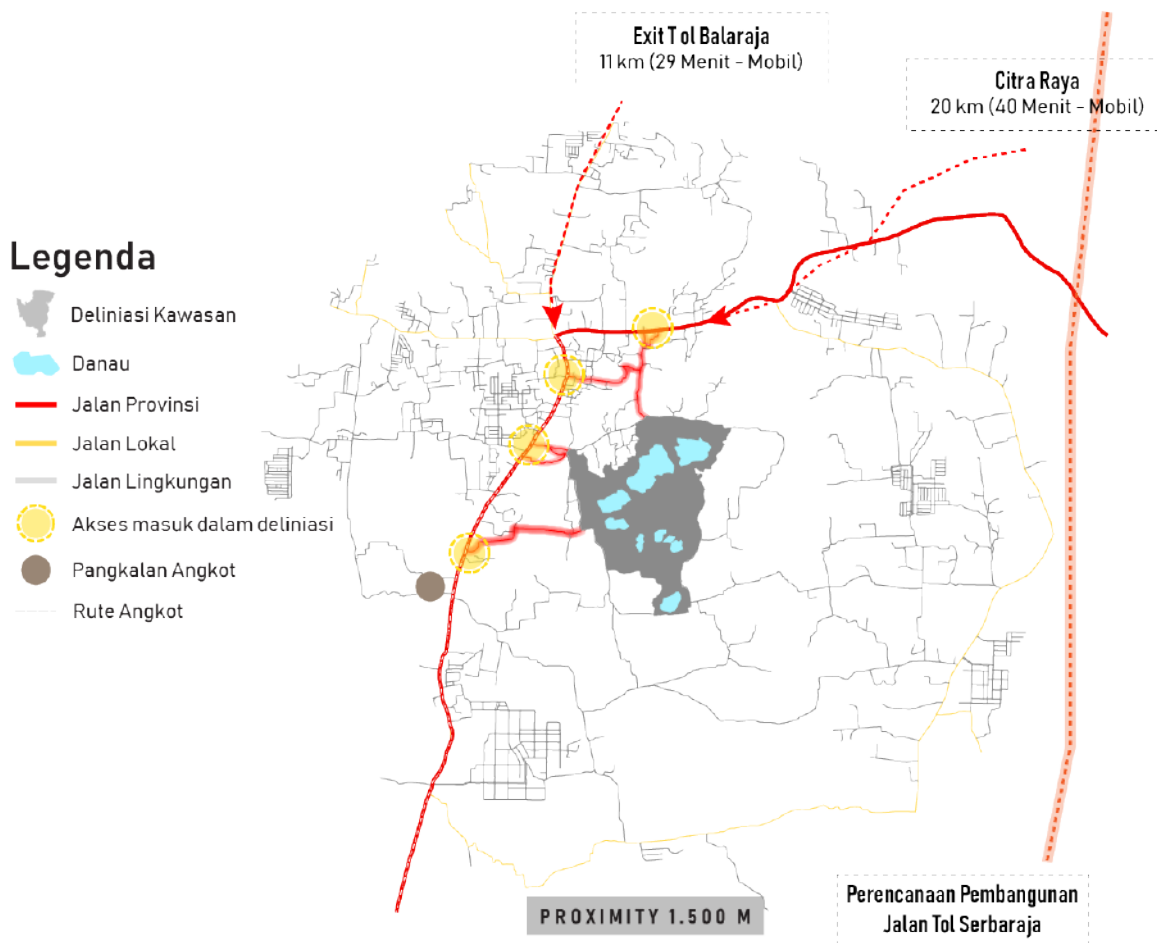 Exit Tol Balaraja
11 km (29 Menit - Mobil)
Citra Raya
20 km (40 Menit - Mobil)
Legenda
Deliniasi Kawasan
Danau
Jalan Provinsi
Jalan Lokal
Jalan Lingkungan
Akses masuk dalam deliniasi
Pangkalan Angkot
Rute Angkot
PROXIMITY 1.500 M
Perencanaan Pembangunan
Jalan Tol Serbaraja